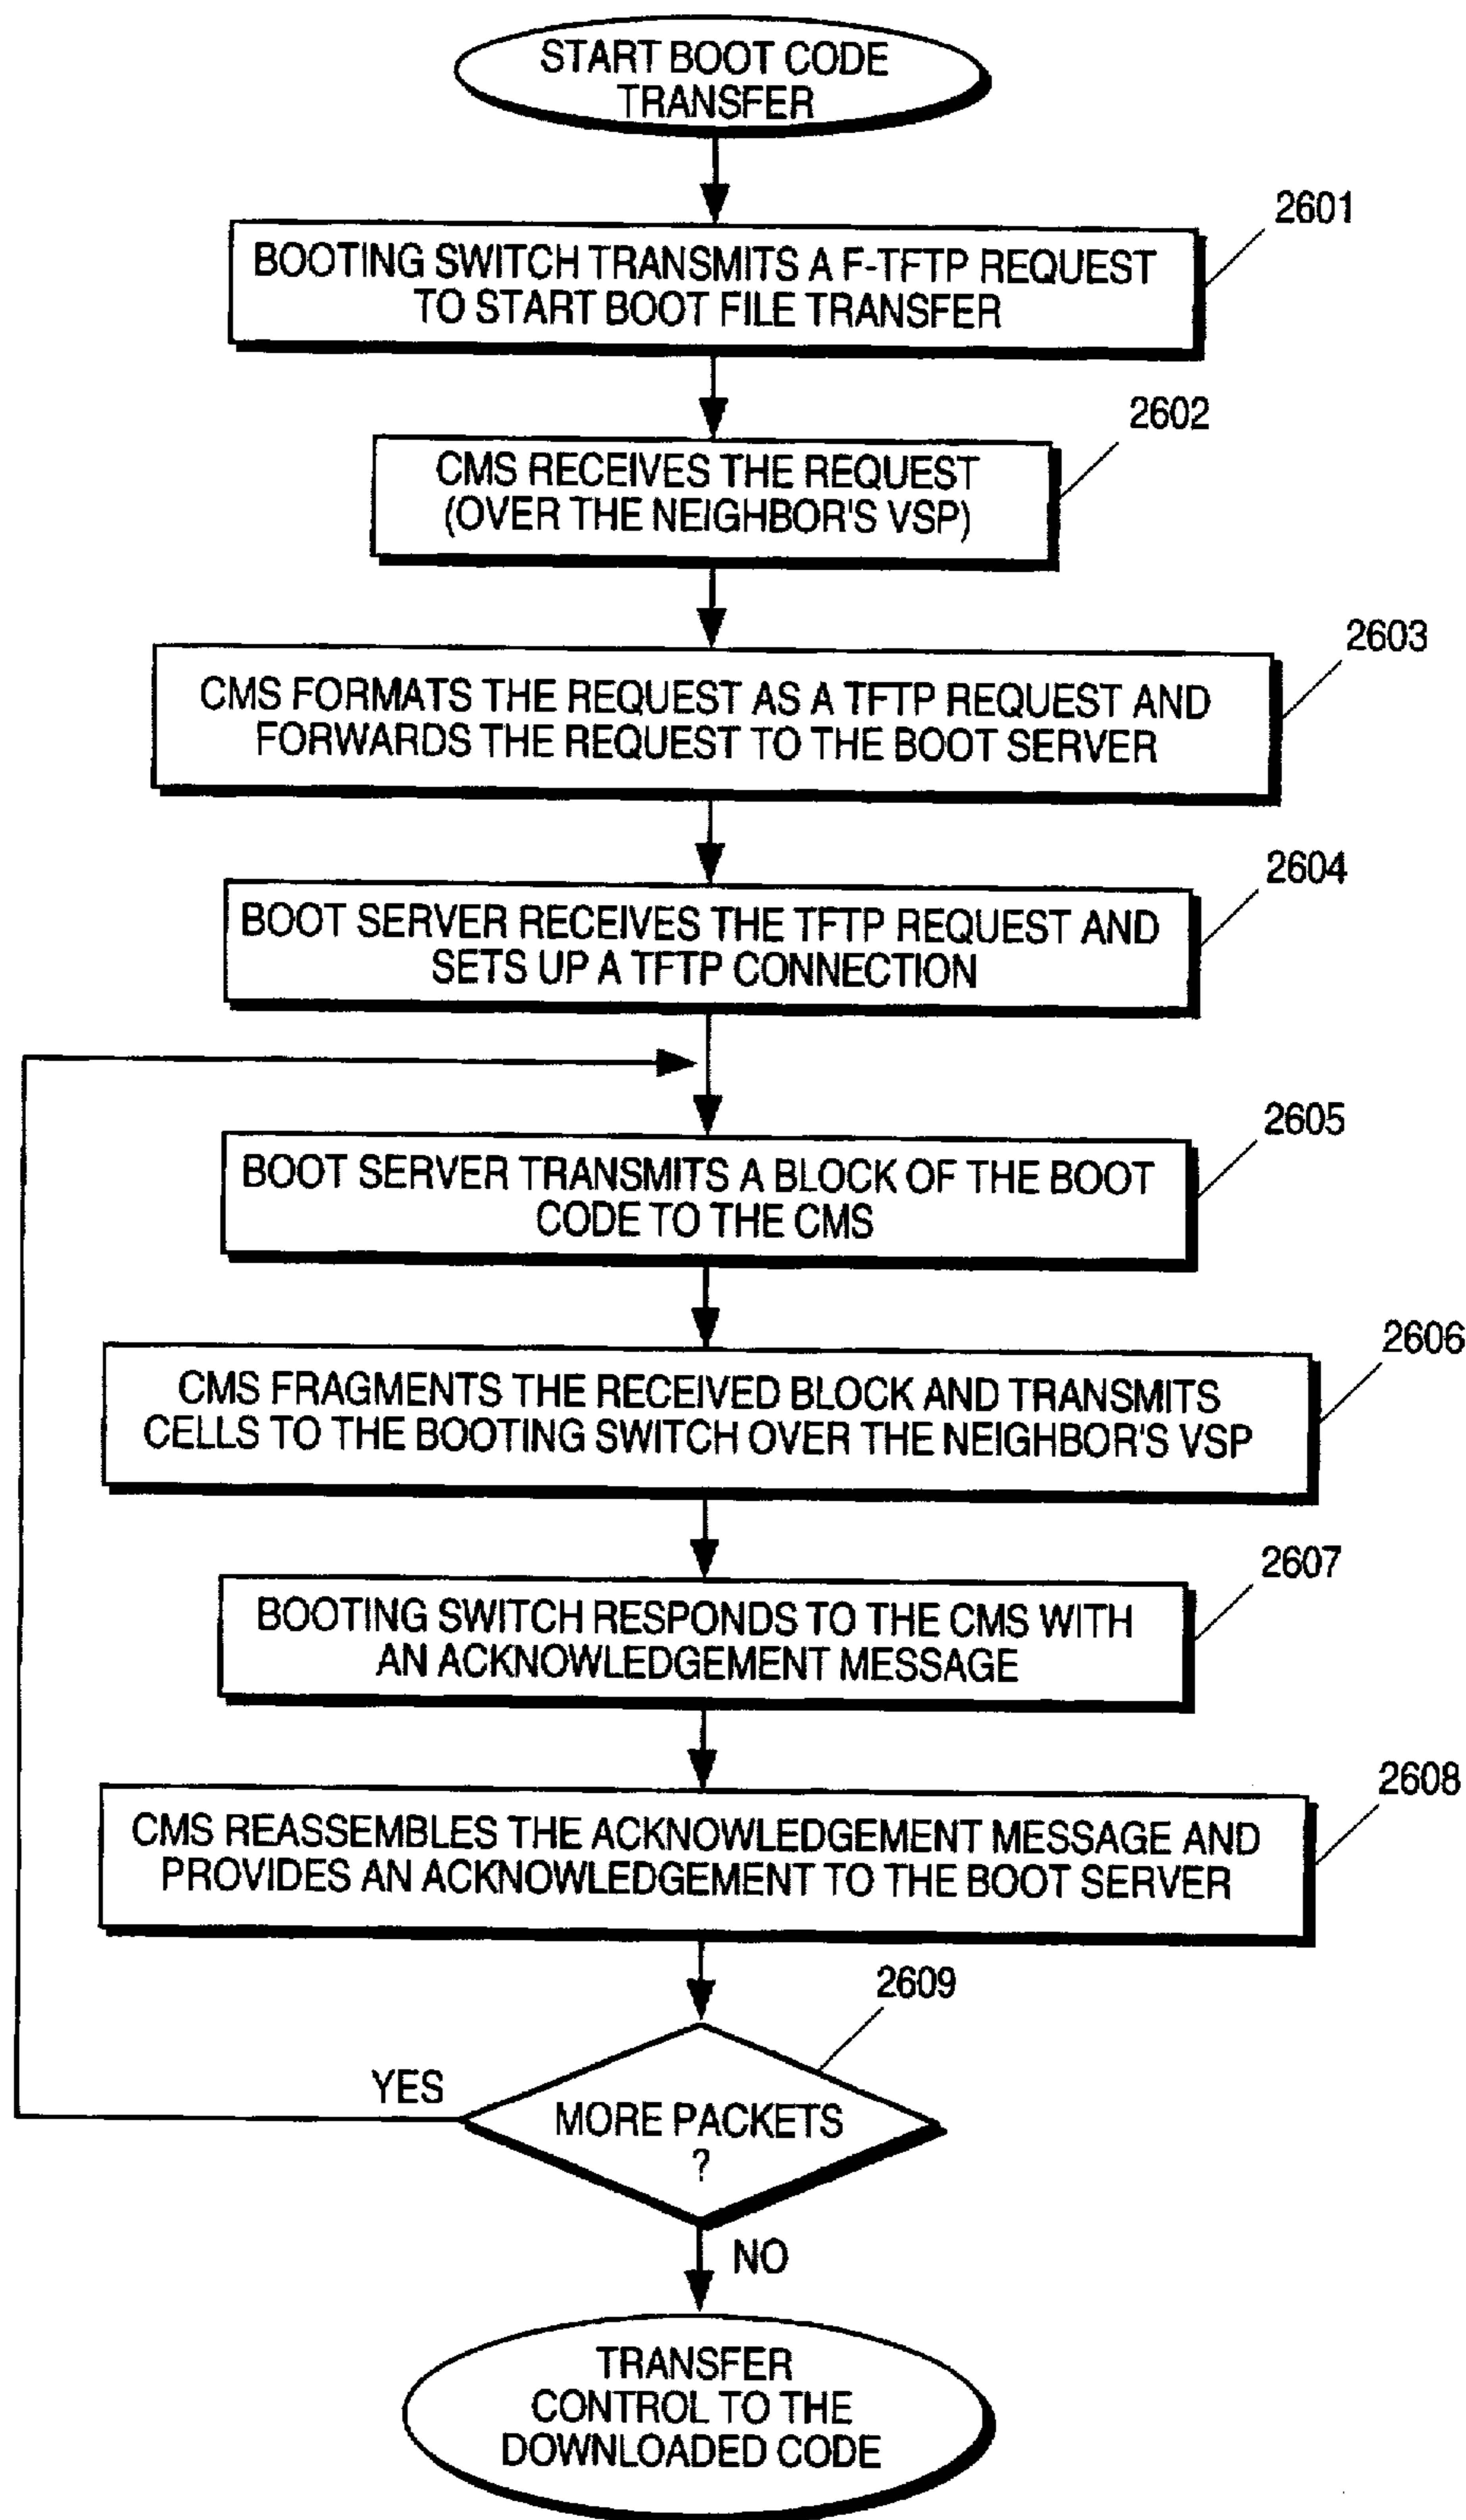 START BOOT CODE
TRANSFER
2601
BOOTING SWITCH TRANSMITS A F-TFTP REQUEST
TO START BOOT FILE TRANSFER
2602
CMS RECEIVES THE REQUEST
(OVER THE NEIGHBOR'S VSP)
2603
CMS FORMATS THE REQUEST AS A TFTP REQUEST AND
FORWARDS THE REQUEST TO THE BOOT SERVER
2604
BOOT SERVER RECEIVES THE TFTP REQUEST AND
SETS UP A TFTP CONNECTION
2605
BOOT SERVER TRANSMITS A BLOCK OF THE BOOT
CODE TO THE CMS
2606
CMS FRAGMENTS THE RECEIVED BLOCK AND TRANSMITS
CELLS TO THE BOOTING SWITCH OVER THE NEIGHBOR'S VSP
2607
BOOTING SWITCH RESPONDS TO THE CMS WITH
AN ACKNOWLEDGEMENT MESSAGE
2608
CMS REASSEMBLES THE ACKNOWLEDGEMENT MESSAGE AND
PROVIDES AN ACKNOWLEDGEMENT TO THE BOOT SERVER
2609
YES
MORE PACKETS
?
NO
TRANSFER
CONTROL TO THE
DOWNLOADED CODE